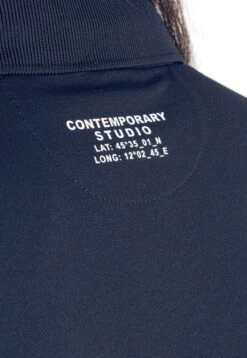 CONTEMPORARY
STUDIO
LAT: 45°35_01_N
LONG: 12°02_45_E